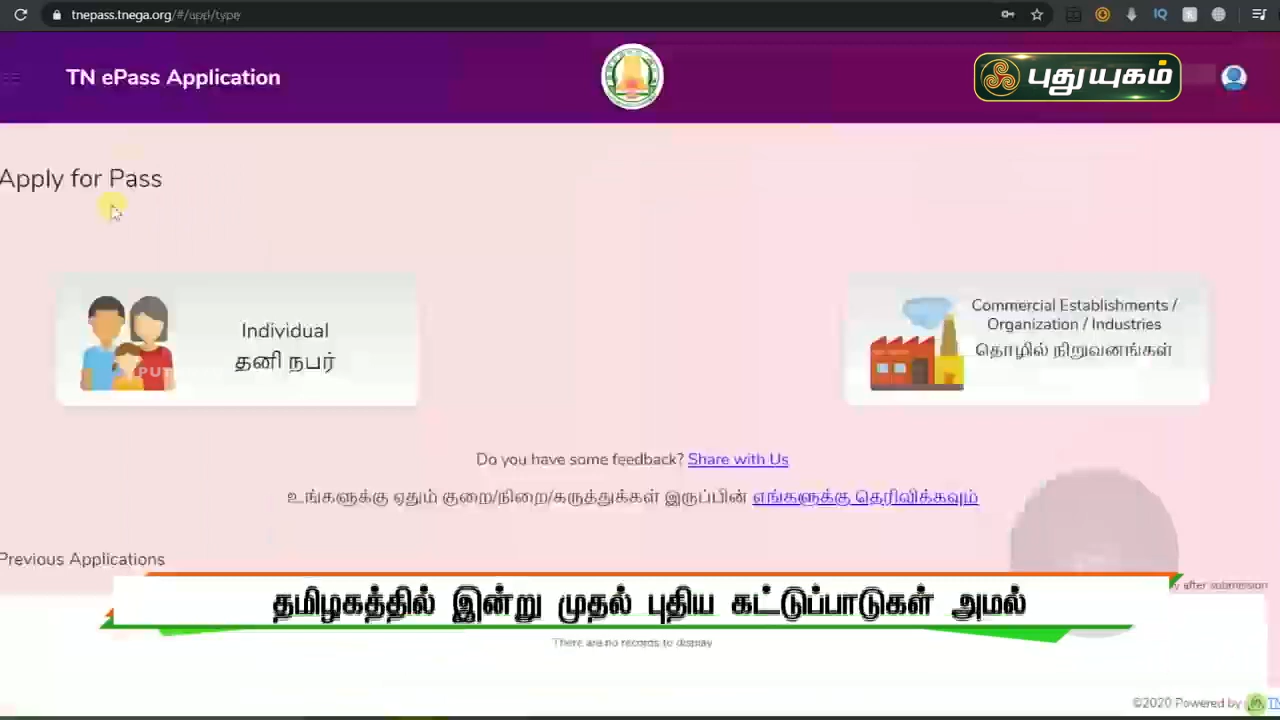 tnepass.tnega.org/#/appl/type
TN ePass Application
புதுயுகம்
Apply for Pass
Individual
தனி நபர்
Commercial Establishments /
Organization / Industries
தொழில் நிறுவனங்கள்
Do you have some feedback? Share with Us
உங்களுக்கு ஏதும் குறை/நிறை/கருத்துக்கள் இருப்பின் எங்களுக்கு தெரிவிக்கவும்
Previous Applications
after submission
தமிழகத்தில் இன்று முதல் புதிய கட்டுப்பாடுகள் அமல்
There are no records to display
©2020 Powered by